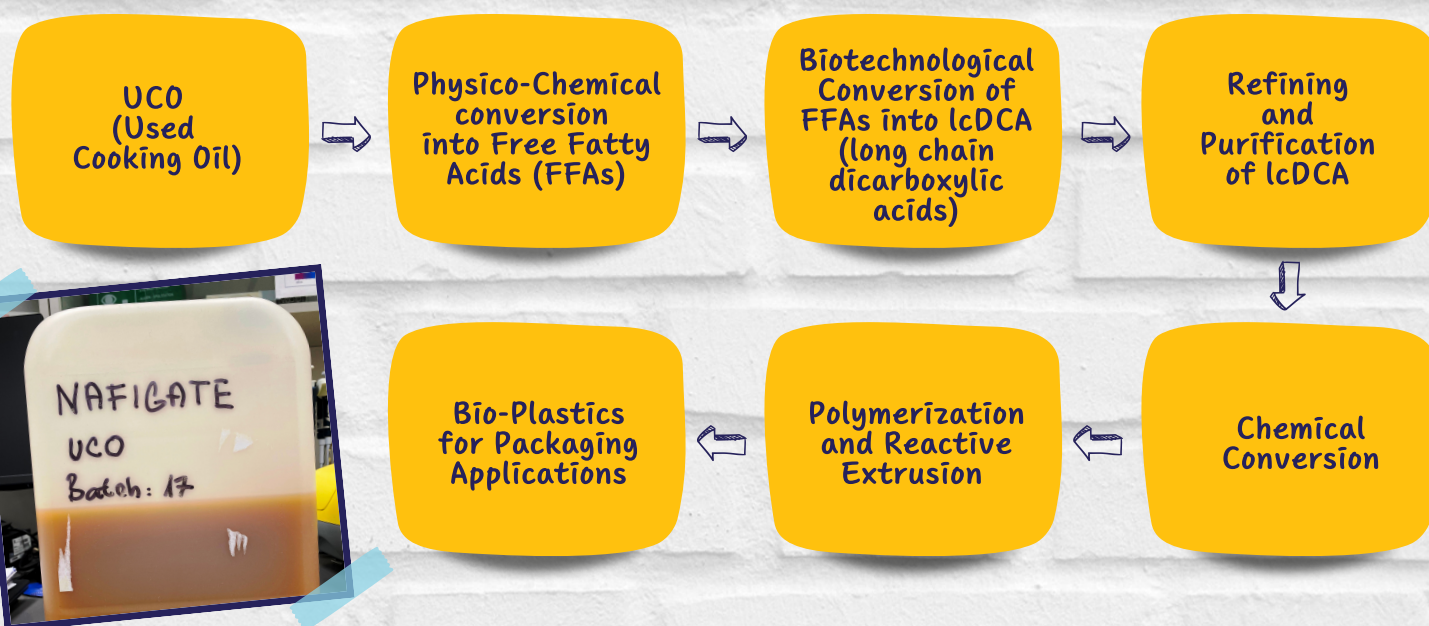 UCO
(Used
Cooking Oil)
Physico-Chemical
conversion
into Free Fatty
Acids (FFAs)
Biotechnological
Conversion of
FFAs into lcDCA
(long chain
dicarboxylic
acids)
Refining
and
Purification
of lcDCA
Chemical
Conversion
Polymerization
and Reactive
Extrusion
Bio-Plastics
for Packaging
Applications
NAFIGATE
UCO
Batch: 17